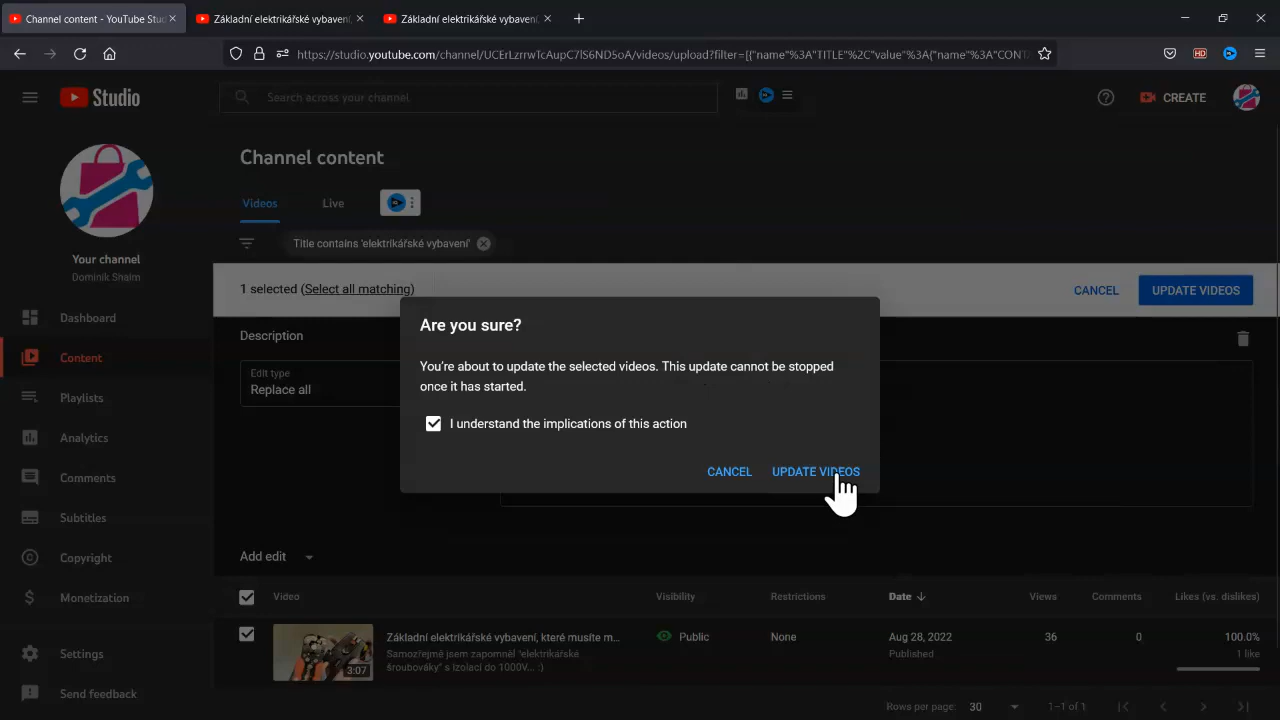 Channel content - YouTube Stud
Základní elektrikářské vybavení,
Základní elektrikářské vybavení,
https://studio.youtube.com/channel/UCErLzrrwTcAupC7lS6ND5oA/videos/upload?filter=[{"name"%3A"TITLE"%2C"value"%3A{"name"%3A"CONT
HD
Studio
Search across your channel
CREATE
Channel content
Videos
Live
Your channel
Dominik Shaim
Title contains 'elektrikářské vybavení'
1 selected (Select all matching)
CANCEL
UPDATE VIDEOS
Dashboard
Content
Playlists
Analytics
Comments
Subtitles
Copyright
Monetization
Settings
Send feedback
Description
Edit type
Replace all
Are you sure?
You're about to update the selected videos. This update cannot be stopped
once it has started.
I understand the implications of this action
CANCEL
UPDATE VIDEOS
Add edit
Video
Visibility
Restrictions
Date
Views
Comments
Likes (vs. dislikes)
3:07
Základní elektrikářské vybavení, které musíte m...
Samozřejmě jsem zapomněl "elektrikářské
šroubováky" s izolací do 1000V... :)
Public
None
Aug 28, 2022
Published
36
0
100.0%
1 like
Rows per page:
30
1–1 of 1